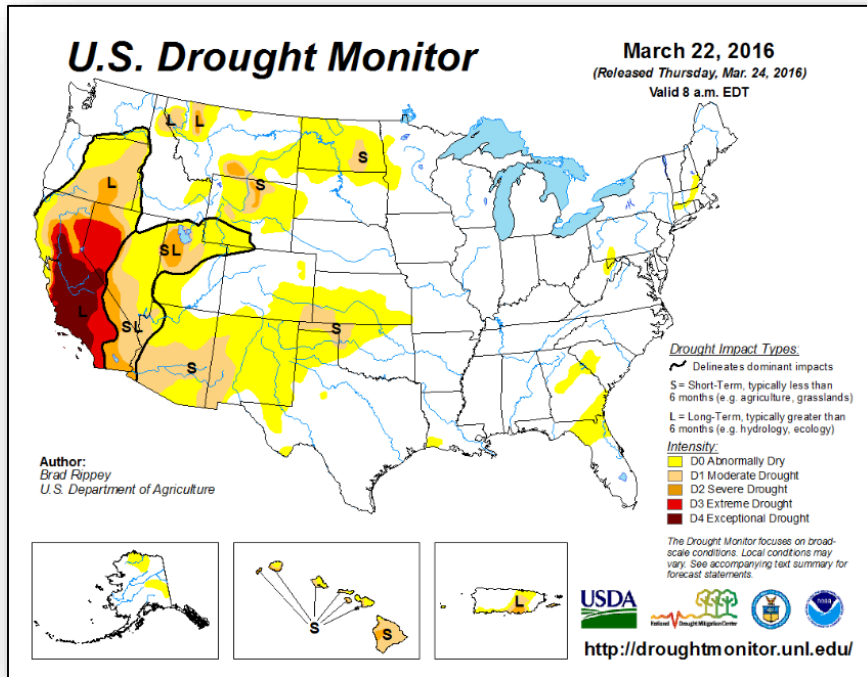 U.S. Drought Monitor
March 22, 2016
(Released Thursday, Mar. 24, 2016)
Valid 8 a.m. EDT
L
L
S
L
S
S L
L
S L
S
S
Drought Impact Types:
Delineates dominant impacts
S = Short-Term, typically less than
6 months (e.g. agriculture, grasslands)
L = Long-Term, typically greater than
6 months (e.g. hydrology, ecology)
Intensity:
D0 Abnormally Dry
D1 Moderate Drought
D2 Severe Drought
D3 Extreme Drought
D4 Exceptional Drought
Author:
Brad Rippey
U.S. Department of Agriculture
The Drought Monitor focuses on broad-
scale conditions. Local conditions may
vary. See accompanying text summary for
forecast statements.
S
L
USDA
National Drought Mitigation Center
http://droughtmonitor.unl.edu/